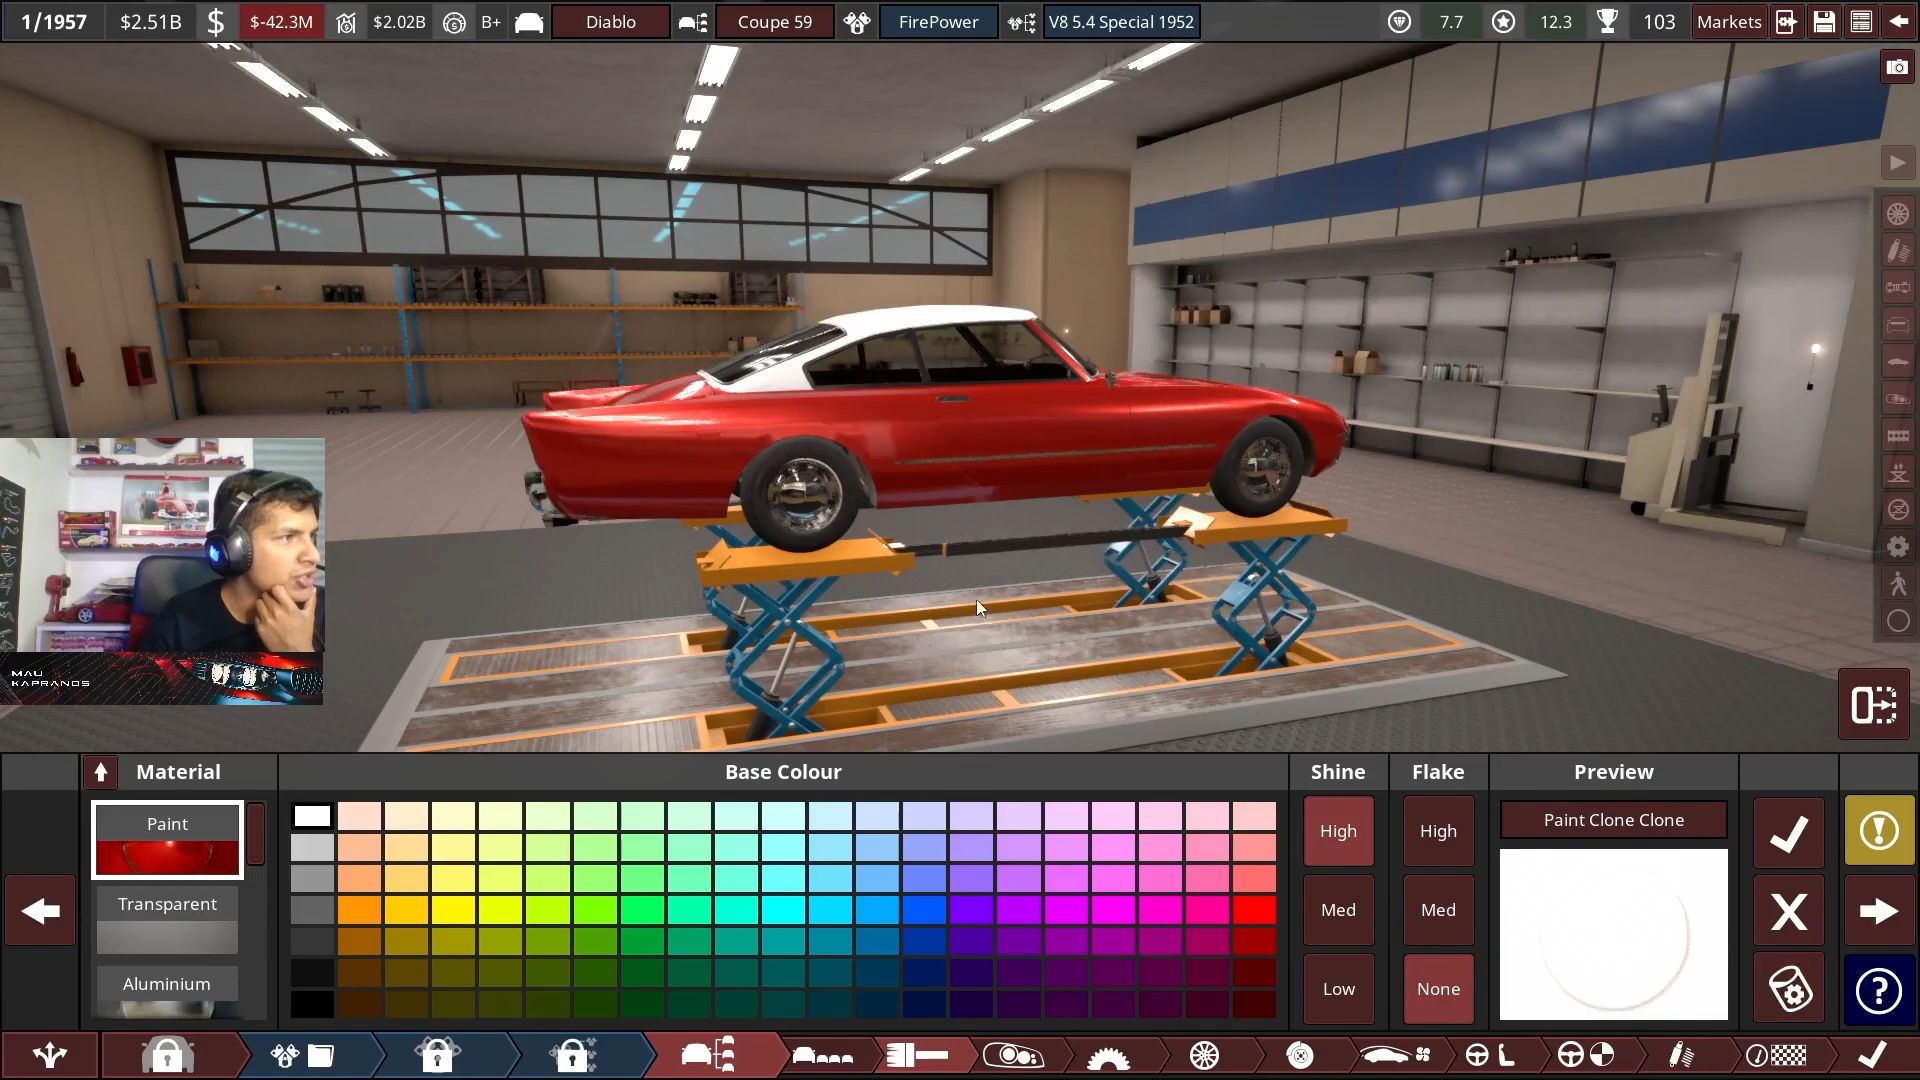 1/1957 $2.51B $-42.3M $2.02B B+ Diablo Coupe 59 FirePower V8 5.4 Special 1952 7.7 12.3 103 Markets
MAU
KAPRANOS
Material Base Colour Shine Flake Preview
Paint High High Paint Clone Clone
Transparent Med Med
Aluminium Low None